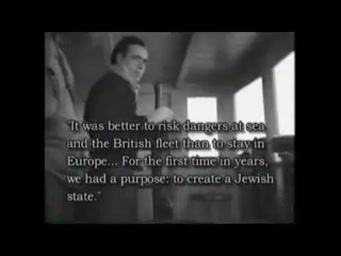 "It was better to risk dangers at sea
and the British fleet than to stay in
Europe... For the first time in years,
we had a purpose: to create a Jewish
state."